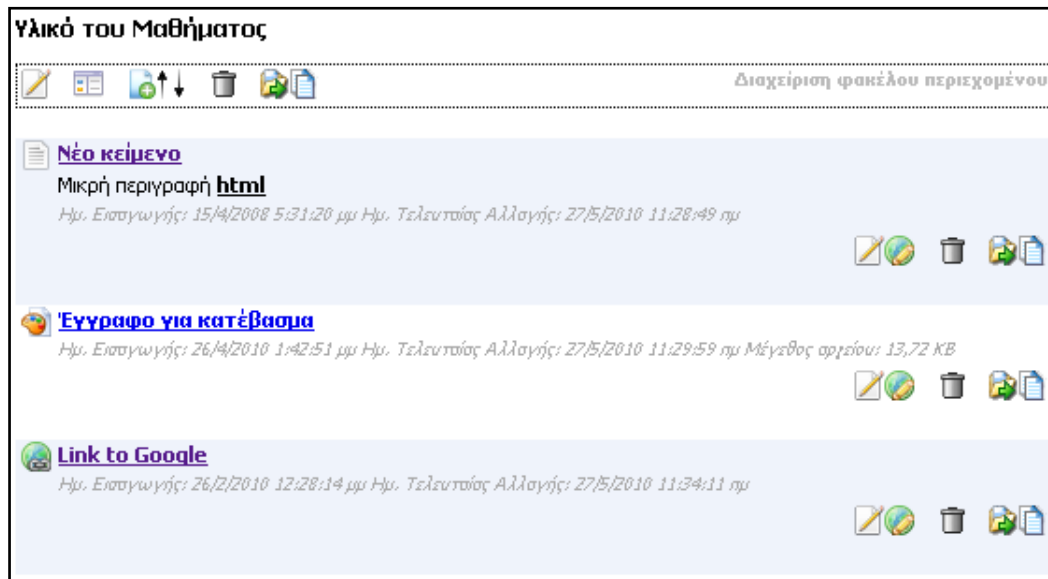 Υλικό του Μαθήματος
Διαχείριση φακέλου περιεχομένου
Νέο κείμενο
Μικρή περιγραφή html
Ημ. Εισαγωγής: 15/4/2008 5:31:20 μμ Ημ. Τελευταίας Αλλαγής: 27/5/2010 11:28:49 πμ
Έγγραφο για κατέβασμα
Ημ. Εισαγωγής: 26/4/2010 1:42:51 μμ Ημ. Τελευταίας Αλλαγής: 27/5/2010 11:29:59 πμ Μέγεθος αρχείου: 13,72 KB
Link to Google
Ημ. Εισαγωγής: 26/2/2010 12:28:14 μμ Ημ. Τελευταίας Αλλαγής: 27/5/2010 11:34:11 πμ